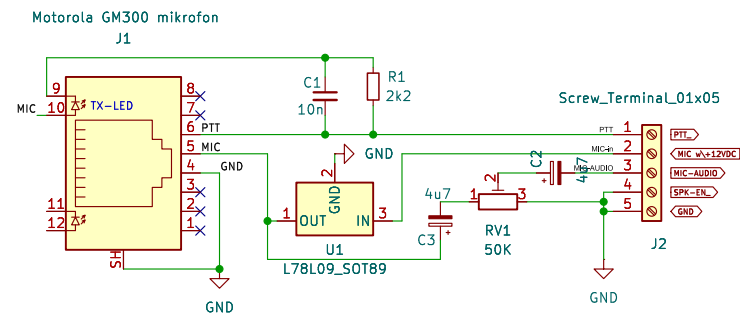 Motorola GM300 mikrofon
J1
9
10
11
12
MIC
TX-LED
8
7
6
5
4
3
2
1
SH
PTT
MIC
GND
GND
C1
10n
R1
2k2
GND
2
GND
1
OUT
IN
3
U1
L78L09_SOT89
4u7
C3
1
2
3
RV1
50K
C2
4u7
Screw_Terminal_01x05
PTT
MIC-in
MIC-AUDIO
1
2
3
4
5
PTT_
MIC w\+12VDC
MIC-AUDIO
SPK-EN_
GND
J2
GND